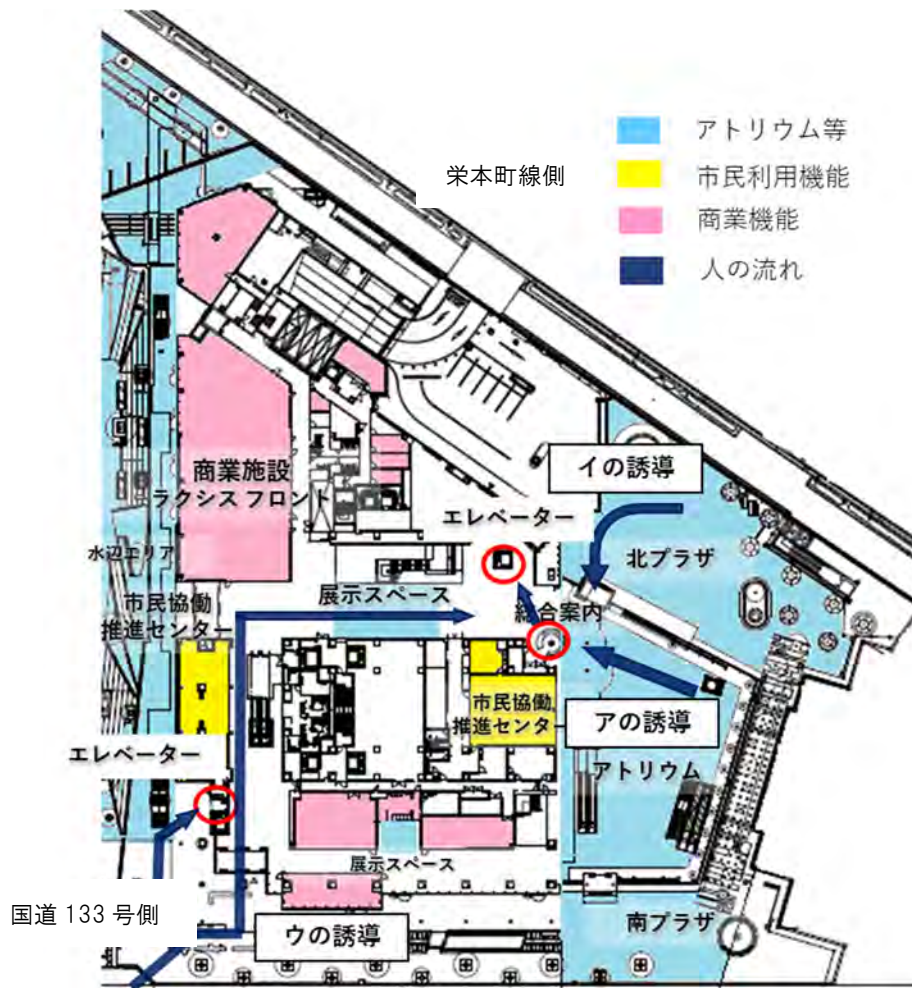 栄本町線側
アトリウム等
市民利用機能
商業機能
人の流れ
イの誘導
商業施設
ラクシス フロント
エレベーター
北プラザ
水辺エリア
展示スペース
総合案内
市民協働
推進センター
市民協働
推進センタ
アの誘導
エレベーター
アトリウム
展示スペース
国道 133 号側
ウの誘導
南プラザ